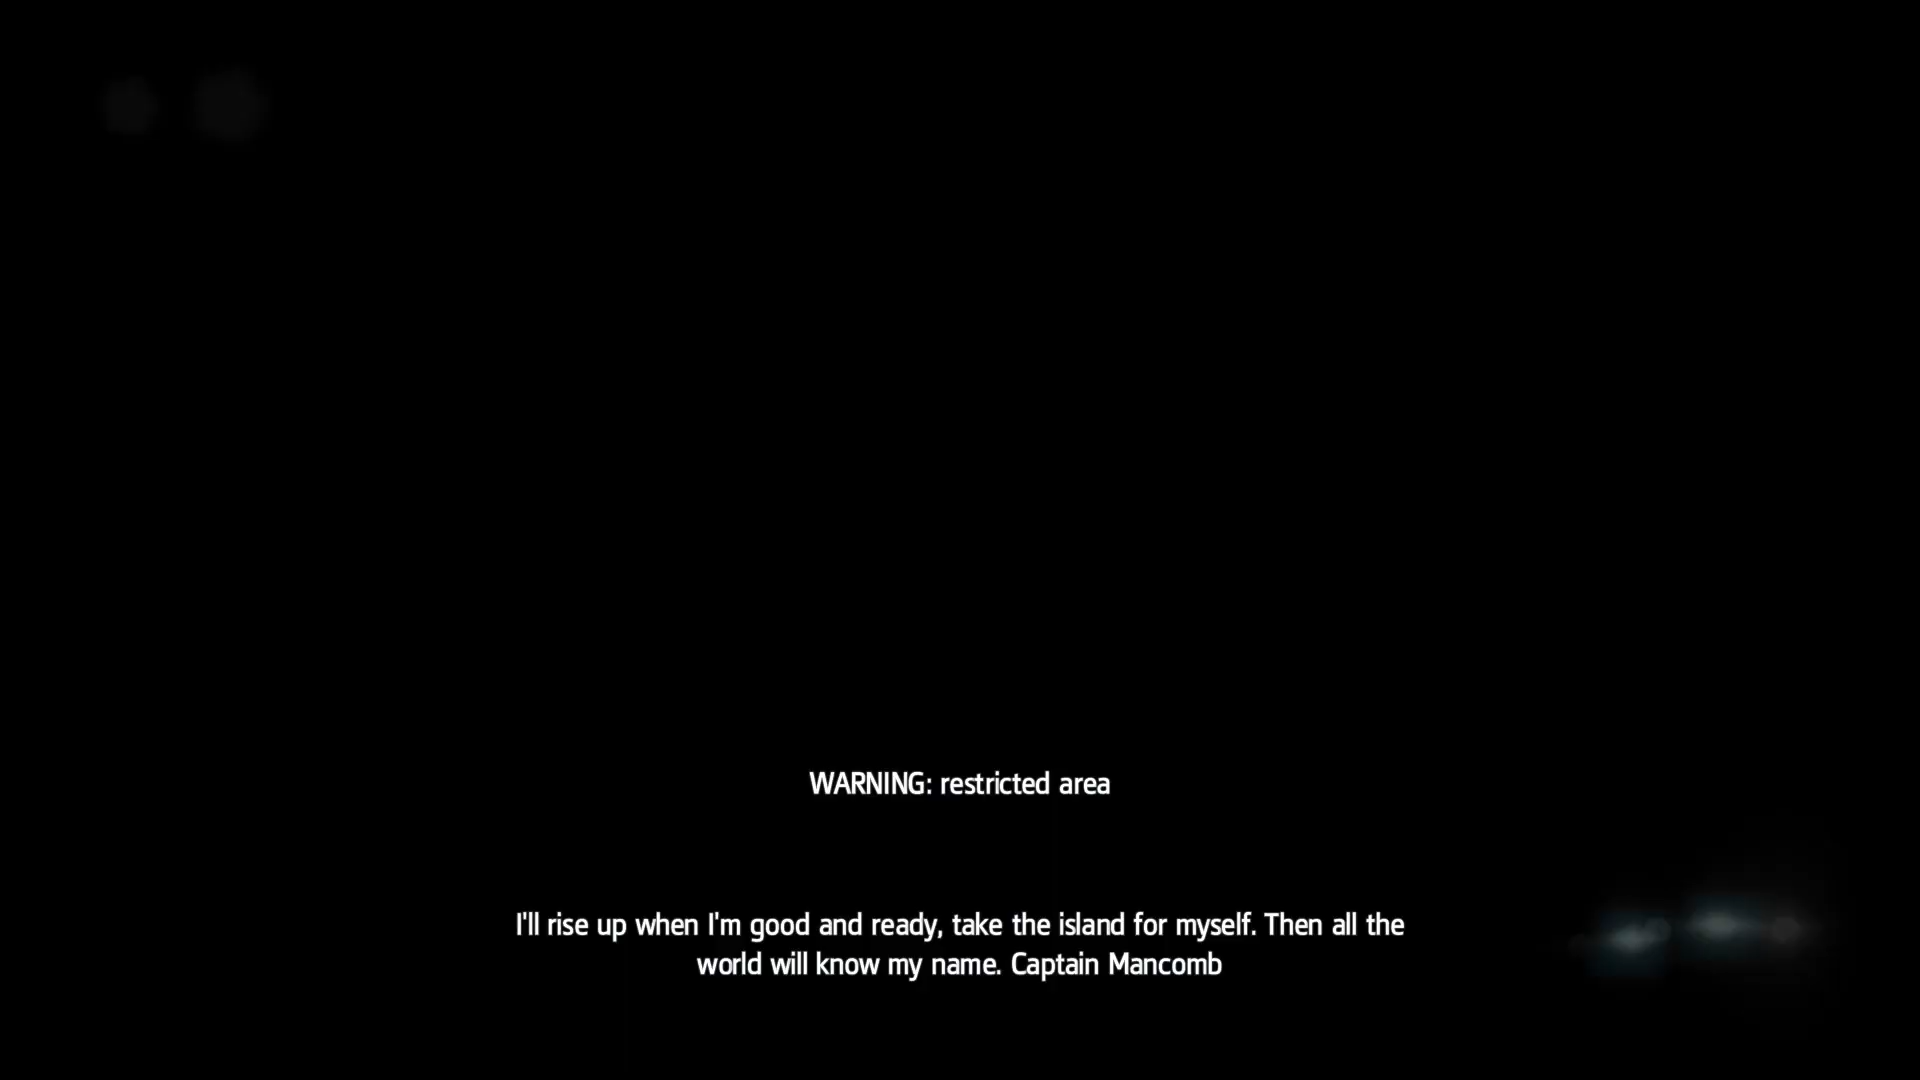 WARNING: restricted area
I'll rise up when I'm good and ready, take the island for myself. Then all the
world will know my name. Captain Mancomb